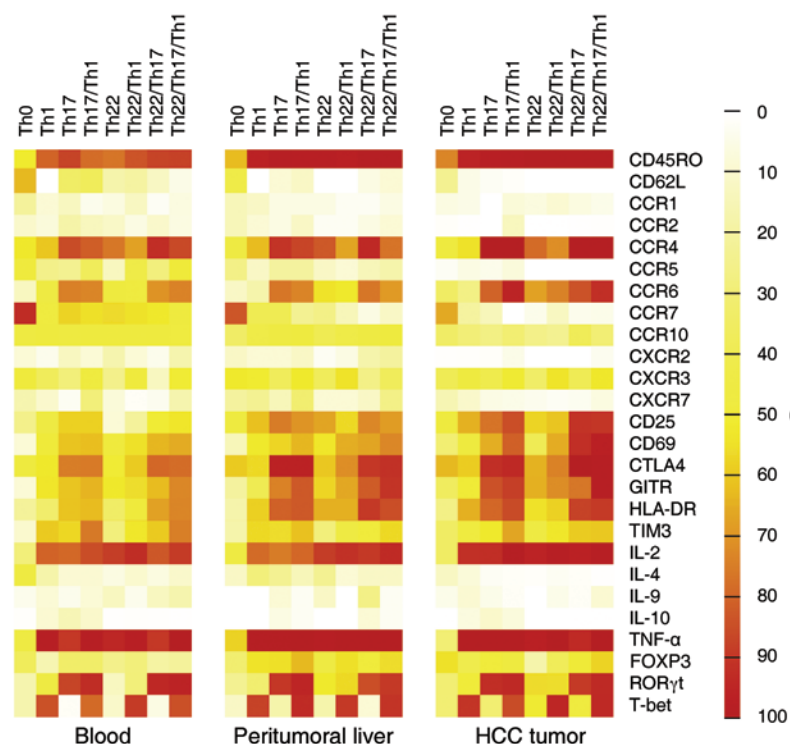 Th0
Th1
Th17
Th17/Th1
Th22
Th22/Th1
Th22/Th17
Th22/Th17/Th1
Th0
Th1
Th17
Th17/Th1
Th22
Th22/Th1
Th22/Th17
Th22/Th17/Th1
Th0
Th1
Th17
Th17/Th1
Th22
Th22/Th1
Th22/Th17
Th22/Th17/Th1
CD45RO
CD62L
CCR1
CCR2
CCR4
CCR5
CCR6
CCR7
CCR10
CXCR2
CXCR3
CXCR7
CD25
CD69
CTLA4
GITR
HLA-DR
TIM3
IL-2
IL-4
IL-9
IL-10
TNF-α
FOXP3
RORγt
T-bet
0
10
20
30
40
50
60
70
80
90
100
Blood
Peritumoral liver
HCC tumor